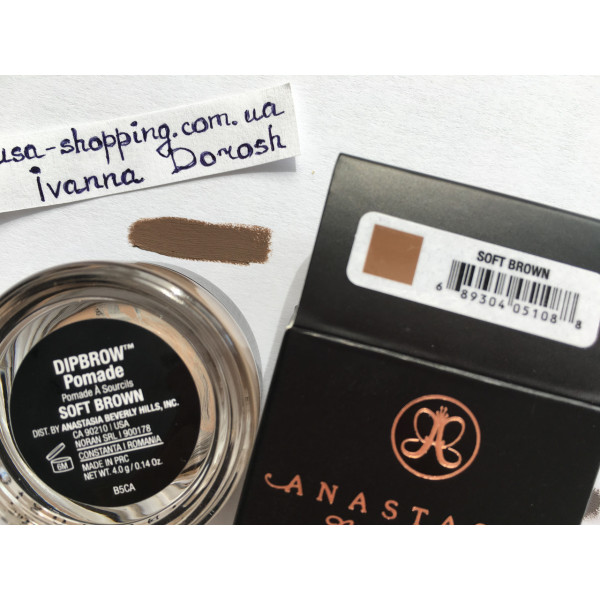 usa-shopping.com.ua
Ivanna Dorosh
SOFT BROWN
6 89304 05108 8
DIPBROW™
Pomade
Pomade À Sourcils
SOFT BROWN
DIST. BY ANASTASIA BEVERLY HILLS, INC.
CA 90210 I USA
NORAN SRL I 900178
CONSTANTA I ROMANIA
6M
MADE IN PRC
NET WT. 4.0 g / 0.14 Oz.
B5CA
ANASTAS